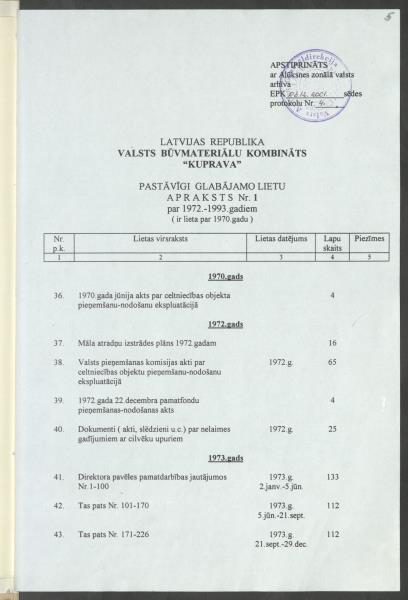 5
APSTIPRINĀTS
ar Alūksnes zonālā valsts
arhīva
EPK sēdes
protokolu Nr.
LATVIJAS REPUBLIKA
VALSTS BŪVMATERIĀLU KOMBINĀTS
“KUPRAVA”
PASTĀVĪGI GLABĀJAMO LIETU
APRAKSTS Nr. 1
par 1972.-1993.gadiem
( ir lieta par 1970.gadu )
Nr. p.k. Lietas virsraksts Lietas datējums Lapu skaits Piezīmes
1 2 3 4 5
1970.gads
36. 1970.gada jūnija akts par celtniecības objekta 4
pieņemšanu-nodošanu ekspluatācijā
1972.gads
37. Māla atradņu izstrādes plāns 1972.gadam 16
38. Valsts pieņemšanas komisijas akti par 1972.g. 65
celtniecības objektu pieņemšanu-nodošanu
ekspluatācijā
39. 1972.gada 22.decembra pamatfondu 4
pieņemšanas-nodošanas akts
40. Dokumenti ( akti, slēdzieni u.c.) par nelaimes 1972.g. 25
gadījumiem ar cilvēku upuriem
1973.gads
41. Direktora pavēles pamatdarbības jautājumos 1973.g. 133
Nr.1-100 2.janv.-5.jūn.
42. Tas pats Nr. 101-170 1973.g. 112
5.jūn.-21.sept.
43. Tas pats Nr. 171-226 1973.g. 112
21.sept.-29.dec.